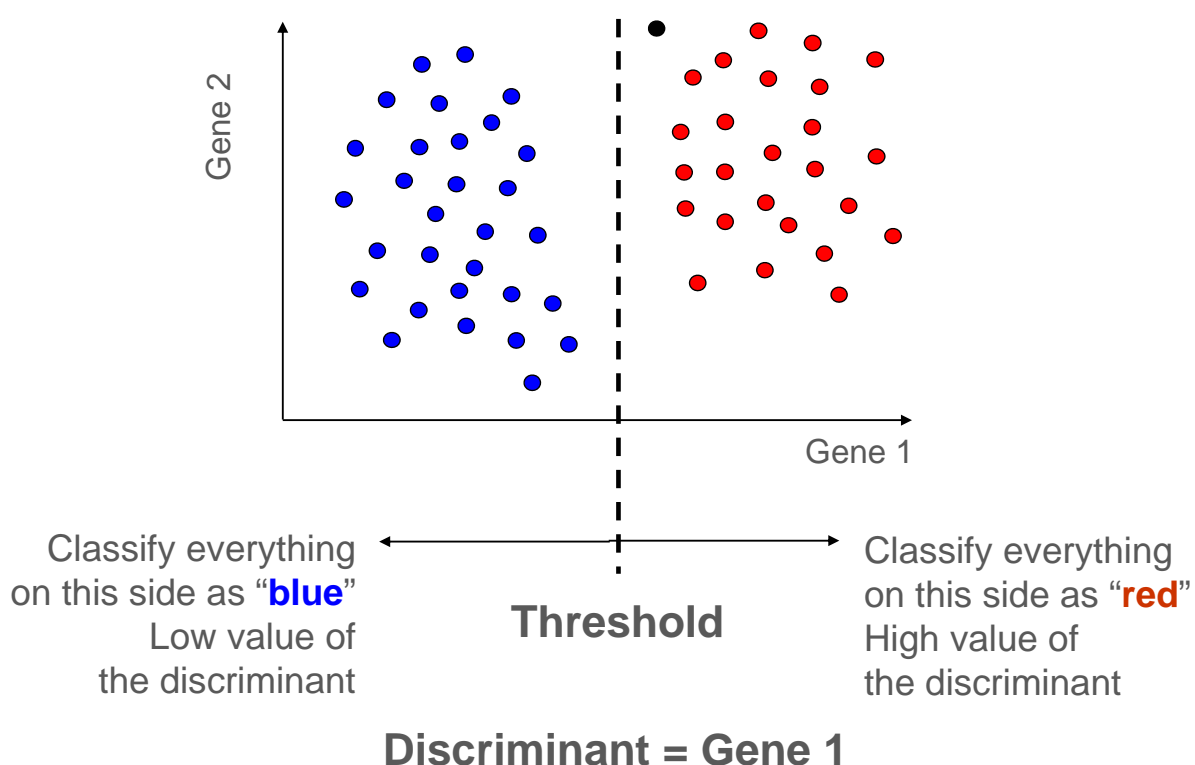 Gene 2
Gene 1
Classify everything
on this side as “blue”
Low value of
the discriminant
Threshold
Classify everything
on this side as “red”
High value of
the discriminant
Discriminant = Gene 1